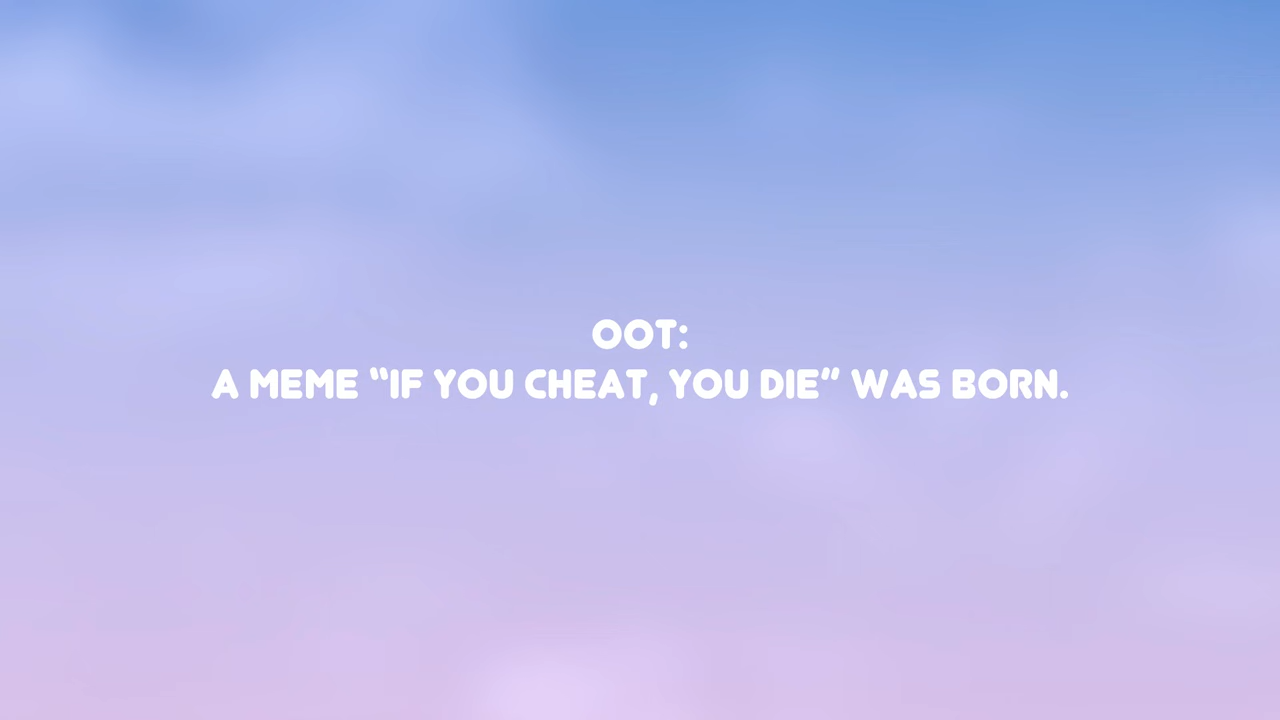 OOT:
A MEME “IF YOU CHEAT, YOU DIE” WAS BORN.